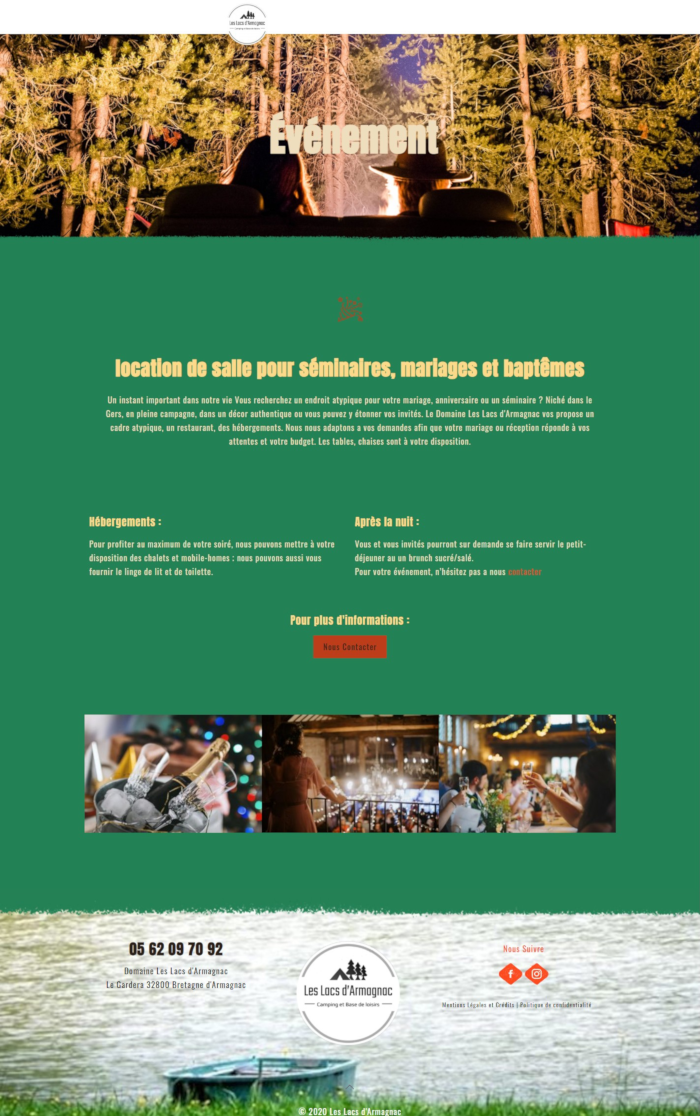 Les Lacs d'Armagnac
Événement
location de salle pour séminaires, mariages et baptêmes
Un instant important dans notre vie Vous recherchez un endroit atypique pour votre mariage, anniversaire ou un séminaire ? Niché dans le
Gers, en pleine campagne, dans un décor authentique ou vous pouvez y étonner vos invités. Le Domaine Les Lacs d'Armagnac vos propose un
cadre atypique, un restaurant, des hébergements. Nous nous adaptons a vos demandes afin que votre mariage ou réception réponde à vos
attentes et votre budget. Les tables, chaises sont à votre disposition.
Hébergements :
Pour profiter au maximum de votre soiré, nous pouvons mettre à votre
disposition des chalets et mobile-homes ; nous pouvons aussi vous
fournir le linge de lit et de toilette.
Après la nuit :
Vous et vous invités pourront sur demande se faire servir le petit-
déjeuner au un brunch sucré/salé.
Pour votre événement, n'hésitez pas a nous contacter
Pour plus d'informations :
Nous Contacter
05 62 09 70 92
Domaine Les Lacs d'Armagnac
Le Cardera 32800 Bretagne d'Armagnac
Les Lacs d'Armagnac
Camping et Base de loisirs
Nous Suivre
Mentions Légales et Crédits | Politique de confidentialité
© 2020 Les Lacs d'Armagnac